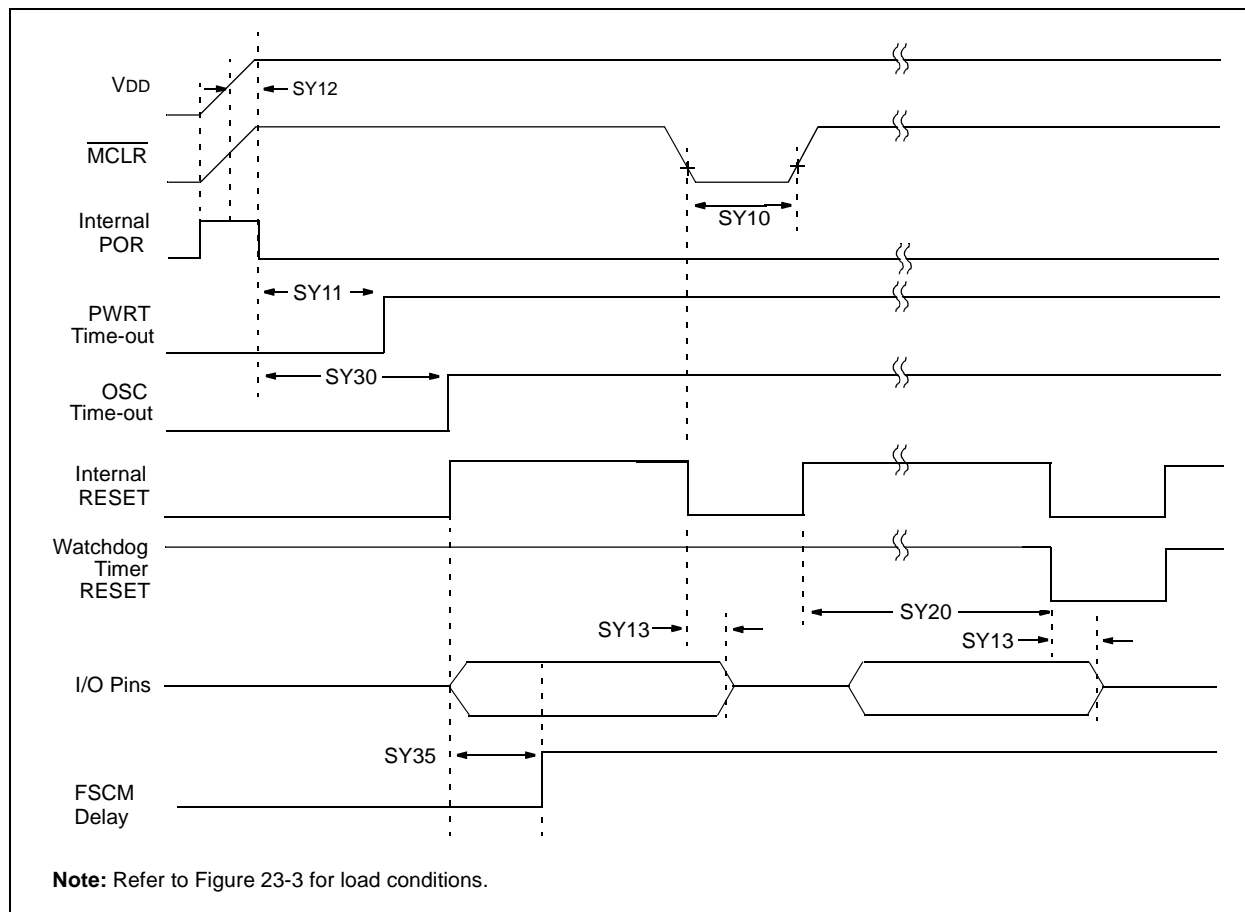 VDD
SY12
MCLR
SY10
Internal
POR
SY11
PWRT
Time-out
SY30
OSC
Time-out
Internal
RESET
Watchdog
Timer
RESET
SY20
SY13
SY13
I/O Pins
SY35
FSCM
Delay
Note: Refer to Figure 23-3 for load conditions.